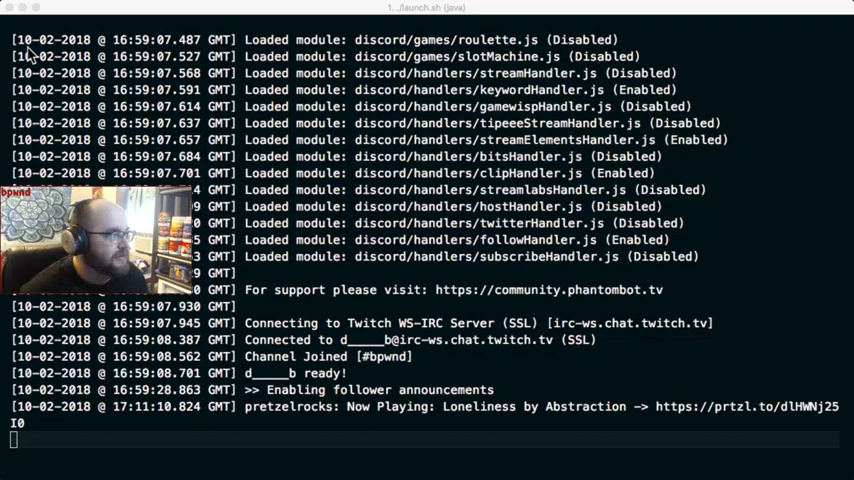 1. ./launch.sh (java)
[10-02-2018 @ 16:59:07.487 GMT] Loaded module: discord/games/roulette.js (Disabled)
[10-02-2018 @ 16:59:07.527 GMT] Loaded module: discord/games/slotMachine.js (Disabled)
[10-02-2018 @ 16:59:07.568 GMT] Loaded module: discord/handlers/streamHandler.js (Disabled)
[10-02-2018 @ 16:59:07.591 GMT] Loaded module: discord/handlers/keywordHandler.js (Enabled)
[10-02-2018 @ 16:59:07.614 GMT] Loaded module: discord/handlers/gamewispHandler.js (Disabled)
[10-02-2018 @ 16:59:07.637 GMT] Loaded module: discord/handlers/tipeeeStreamHandler.js (Disabled)
[10-02-2018 @ 16:59:07.657 GMT] Loaded module: discord/handlers/streamElementsHandler.js (Enabled)
[10-02-2018 @ 16:59:07.684 GMT] Loaded module: discord/handlers/bitsHandler.js (Disabled)
[10-02-2018 @ 16:59:07.701 GMT] Loaded module: discord/handlers/clipHandler.js (Enabled)
bpwnd
4 GMT] Loaded module: discord/handlers/streamlabsHandler.js (Disabled)
GMT] Loaded module: discord/handlers/hostHandler.js (Disabled)
0 GMT] Loaded module: discord/handlers/twitterHandler.js (Disabled)
5 GMT] Loaded module: discord/handlers/followHandler.js (Enabled)
3 GMT] Loaded module: discord/handlers/subscribeHandler.js (Disabled)
9 GMT]
0 GMT] For support please visit: https://community.phantombot.tv
[10-02-2018 @ 16:59:07.930 GMT]
[10-02-2018 @ 16:59:07.945 GMT] Connecting to Twitch WS-IRC Server (SSL) [irc-ws.chat.twitch.tv]
[10-02-2018 @ 16:59:08.387 GMT] Connected to d_____b@irc-ws.chat.twitch.tv (SSL)
[10-02-2018 @ 16:59:08.562 GMT] Channel Joined [#bpwnd]
[10-02-2018 @ 16:59:08.701 GMT] d_____b ready!
[10-02-2018 @ 16:59:28.863 GMT] >> Enabling follower announcements
[10-02-2018 @ 17:11:10.824 GMT] pretzelrocks: Now Playing: Loneliness by Abstraction -> https://prtzl.to/dlHWNj25
I0